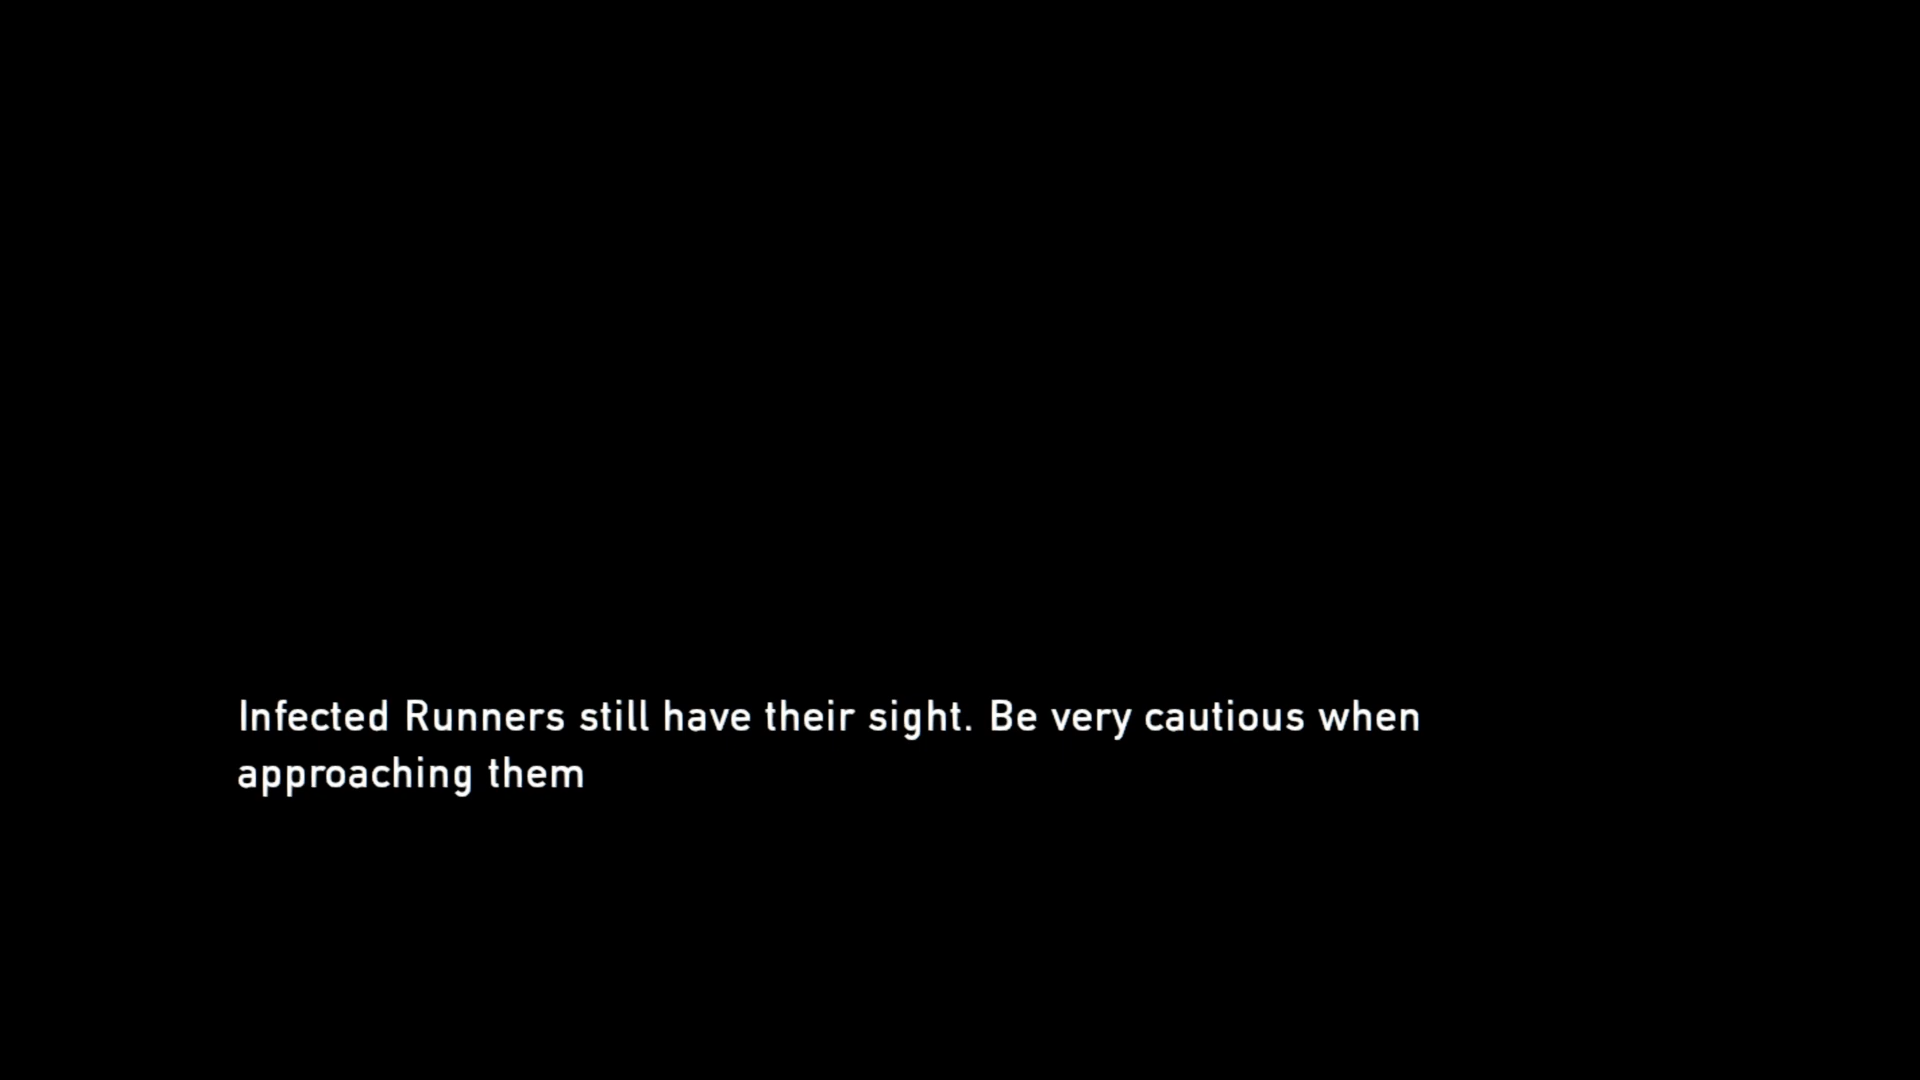 Infected Runners still have their sight. Be very cautious when
approaching them